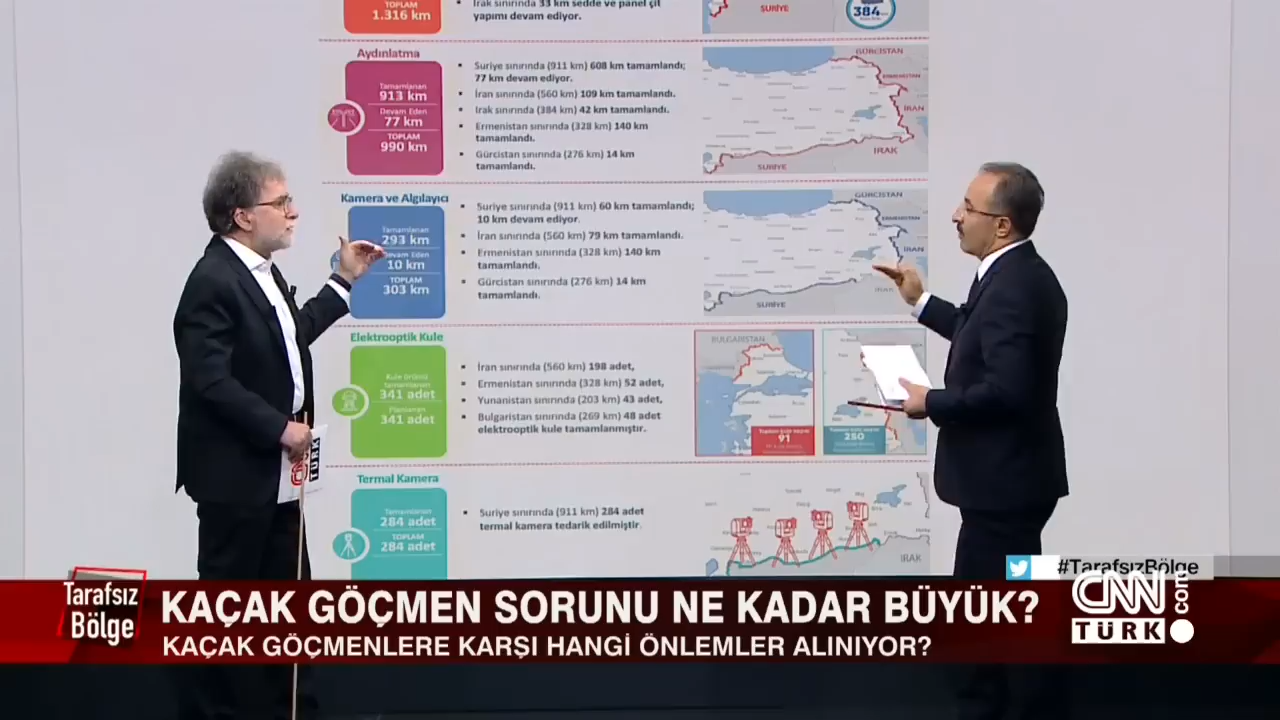 TOPLAM
1.316 km
Irak sınırında 33 km sedde ve panel çit
yapımı devam ediyor.
SURİYE
384
Aydınlatma
Tamamlanan
913 km
Devam Eden
77 km
TOPLAM
990 km
Suriye sınırında (911 km) 608 km tamamlandı;
77 km devam ediyor.
İran sınırında (560 km) 109 km tamamlandı.
Irak sınırında (384 km) 42 km tamamlandı.
Ermenistan sınırında (328 km) 140 km
tamamlandı.
Gürcistan sınırında (276 km) 14 km
tamamlandı.
GÜRCİSTAN
ERMENİSTAN
İRAN
IRAK
SURİYE
Kamera ve Algılayıcı
Tamamlanan
293 km
Devam Eden
10 km
TOPLAM
303 km
Suriye sınırında (911 km) 60 km tamamlandı;
10 km devam ediyor.
İran sınırında (560 km) 79 km tamamlandı.
Ermenistan sınırında (328 km) 140 km
tamamlandı.
Gürcistan sınırında (276 km) 14 km
tamamlandı.
GÜRCİSTAN
ERMENİSTAN
İRAN
IRAK
SURİYE
Elektrooptik Kule
tamamlanan
341 adet
Planlanan
341 adet
İran sınırında (560 km) 198 adet,
Ermenistan sınırında (328 km) 52 adet,
Yunanistan sınırında (203 km) 43 adet,
Bulgaristan sınırında (269 km) 48 adet
elektrooptik kule tamamlanmıştır.
BULGARİSTAN
91
250
Termal Kamera
Tamamlanan
284 adet
TOPLAM
284 adet
Suriye sınırında (911 km) 284 adet
termal kamera tedarik edilmiştir.
IRAK
TÜRK
#TarafsızBölge
Tarafsız
Bölge
KAÇAK GÖÇMEN SORUNU NE KADAR BÜYÜK?
KAÇAK GÖÇMENLERE KARŞI HANGİ ÖNLEMLER ALINIYOR?
CNN
TÜRK
.com